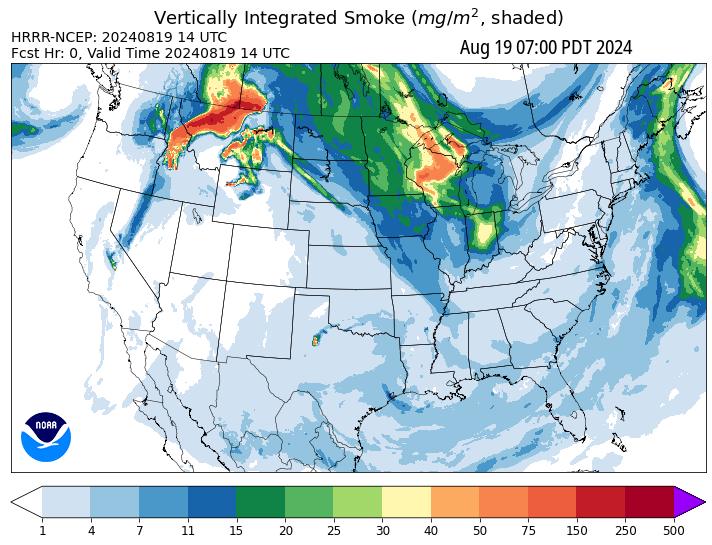 Vertically Integrated Smoke (mg/m², shaded)
HRRR-NCEP: 20240819 14 UTC
Fcst Hr: 0, Valid Time 20240819 14 UTC
Aug 19 07:00 PDT 2024
NOAA
1 4 7 11 15 20 25 30 40 50 75 150 250 500